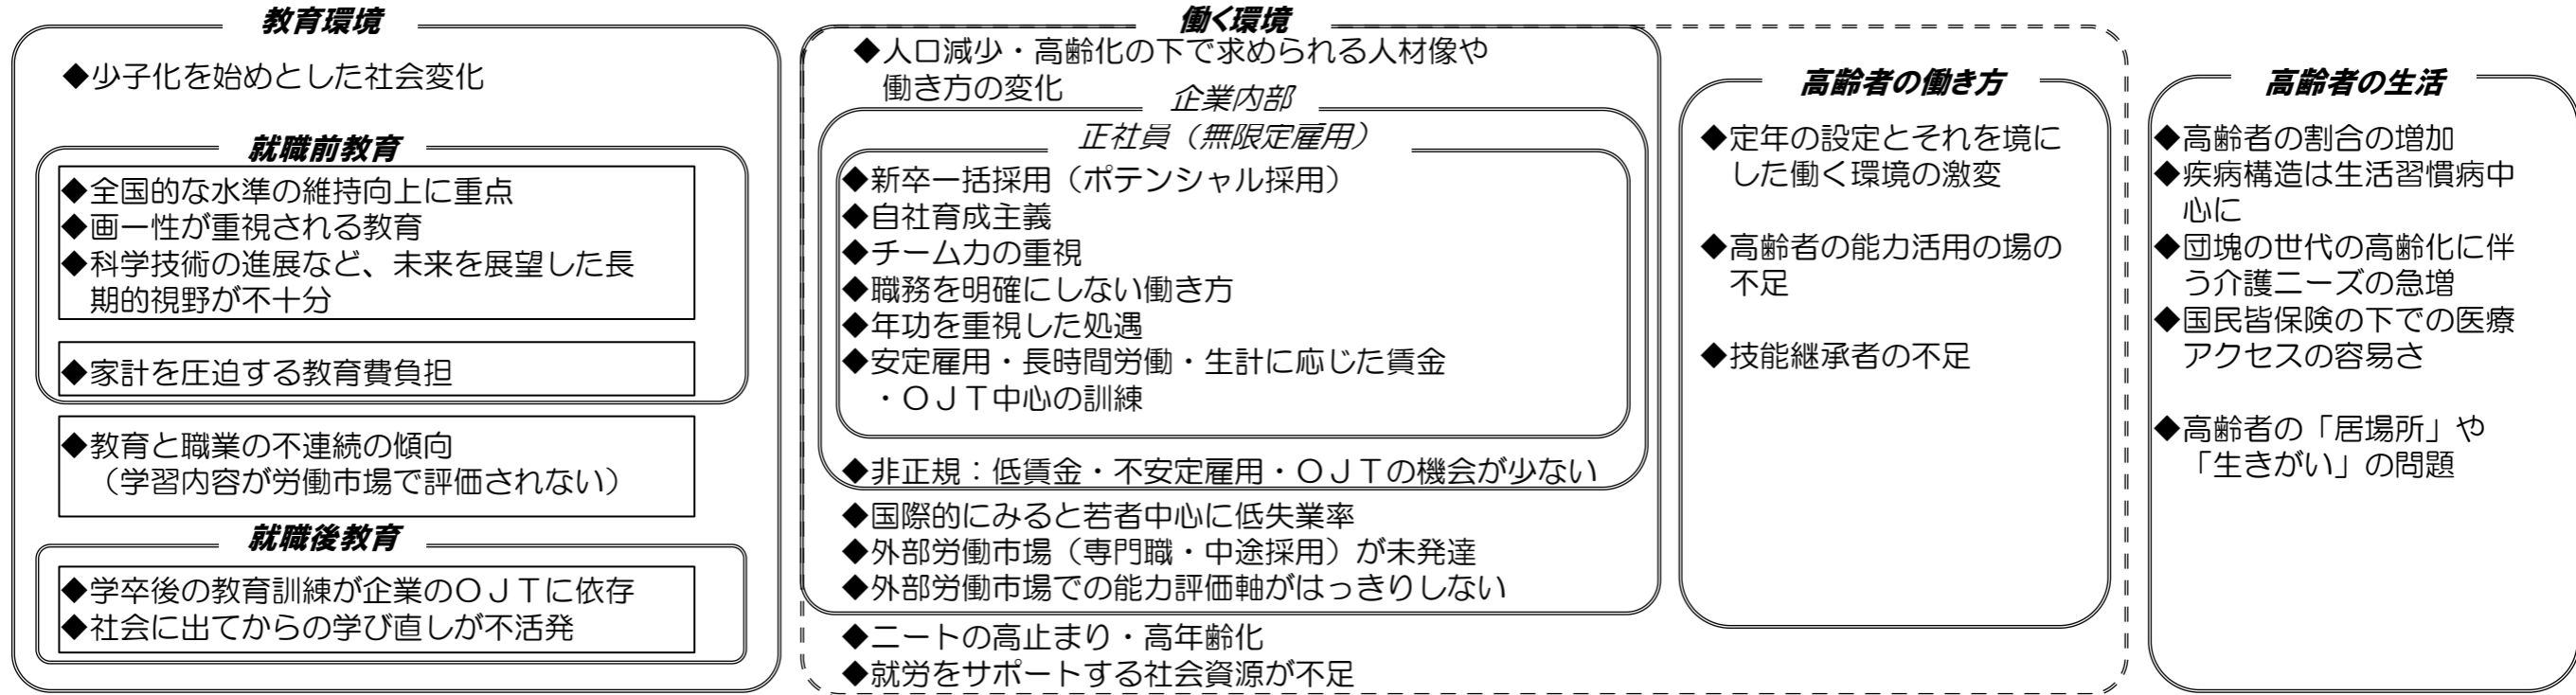 教育環境
◆少子化を始めとした社会変化
就職前教育
◆全国的な水準の維持向上に重点
◆画一性が重視される教育
◆科学技術の進展など、未来を展望した長
期的視野が不十分
◆家計を圧迫する教育費負担
◆教育と職業の不連続の傾向
（学習内容が労働市場で評価されない）
就職後教育
◆学卒後の教育訓練が企業のＯＪＴに依存
◆社会に出てからの学び直しが不活発
働く環境
◆人口減少・高齢化の下で求められる人材像や
働き方の変化
企業内部
正社員（無限定雇用）
◆新卒一括採用（ポテンシャル採用）
◆自社育成主義
◆チーム力の重視
◆職務を明確にしない働き方
◆年功を重視した処遇
◆安定雇用・長時間労働・生計に応じた賃金
・ＯＪＴ中心の訓練
◆非正規：低賃金・不安定雇用・ＯＪＴの機会が少ない
◆国際的にみると若者中心に低失業率
◆外部労働市場（専門職・中途採用）が未発達
◆外部労働市場での能力評価軸がはっきりしない
◆ニートの高止まり・高年齢化
◆就労をサポートする社会資源が不足
高齢者の働き方
◆定年の設定とそれを境に
した働く環境の激変
◆高齢者の能力活用の場の
不足
◆技能継承者の不足
高齢者の生活
◆高齢者の割合の増加
◆疾病構造は生活習慣病中
心に
◆団塊の世代の高齢化に伴
う介護ニーズの急増
◆国民皆保険の下での医療
アクセスの容易さ
◆高齢者の「居場所」や
「生きがい」の問題